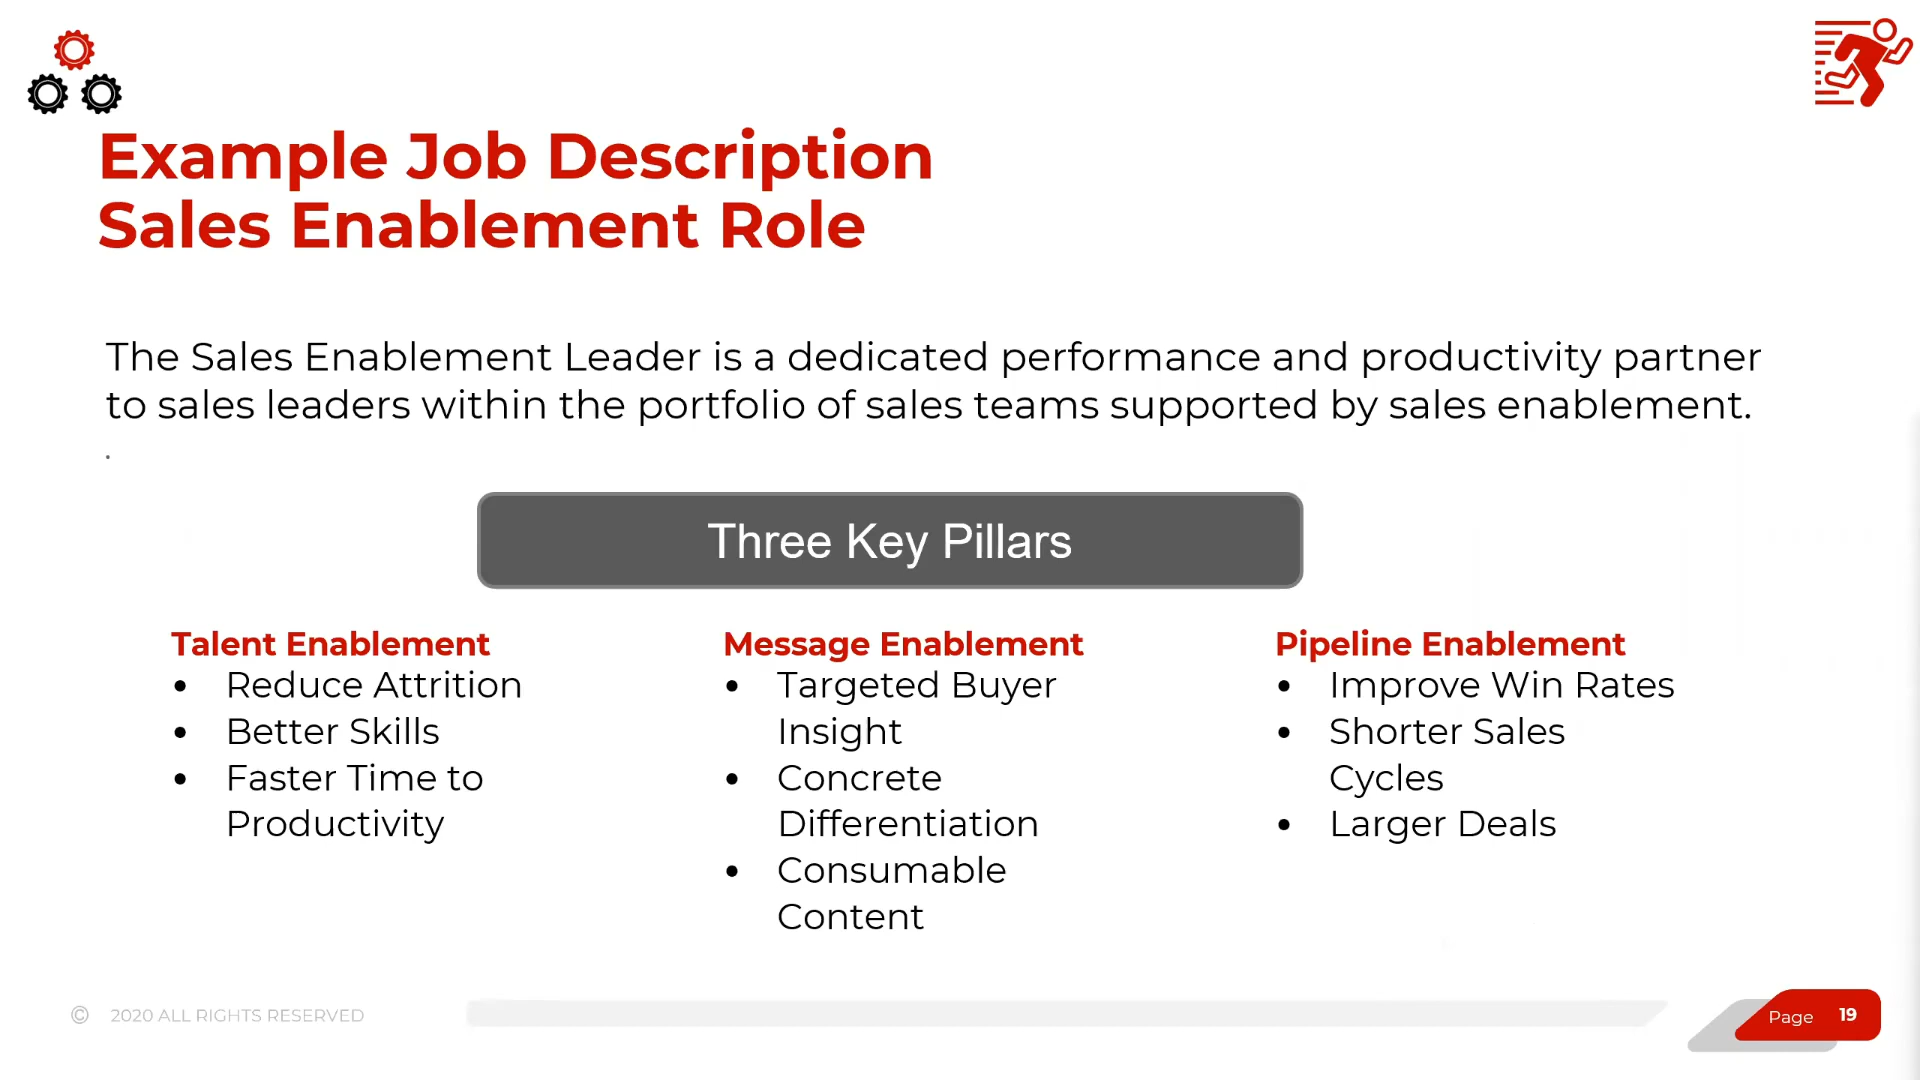 Example Job Description
Sales Enablement Role
The Sales Enablement Leader is a dedicated performance and productivity partner
to sales leaders within the portfolio of sales teams supported by sales enablement.
.
Three Key Pillars
Talent Enablement
• Reduce Attrition
• Better Skills
• Faster Time to
Productivity
Message Enablement
• Targeted Buyer
Insight
• Concrete
Differentiation
• Consumable
Content
Pipeline Enablement
• Improve Win Rates
• Shorter Sales
Cycles
• Larger Deals
© 2020 ALL RIGHTS RESERVED
Page 19